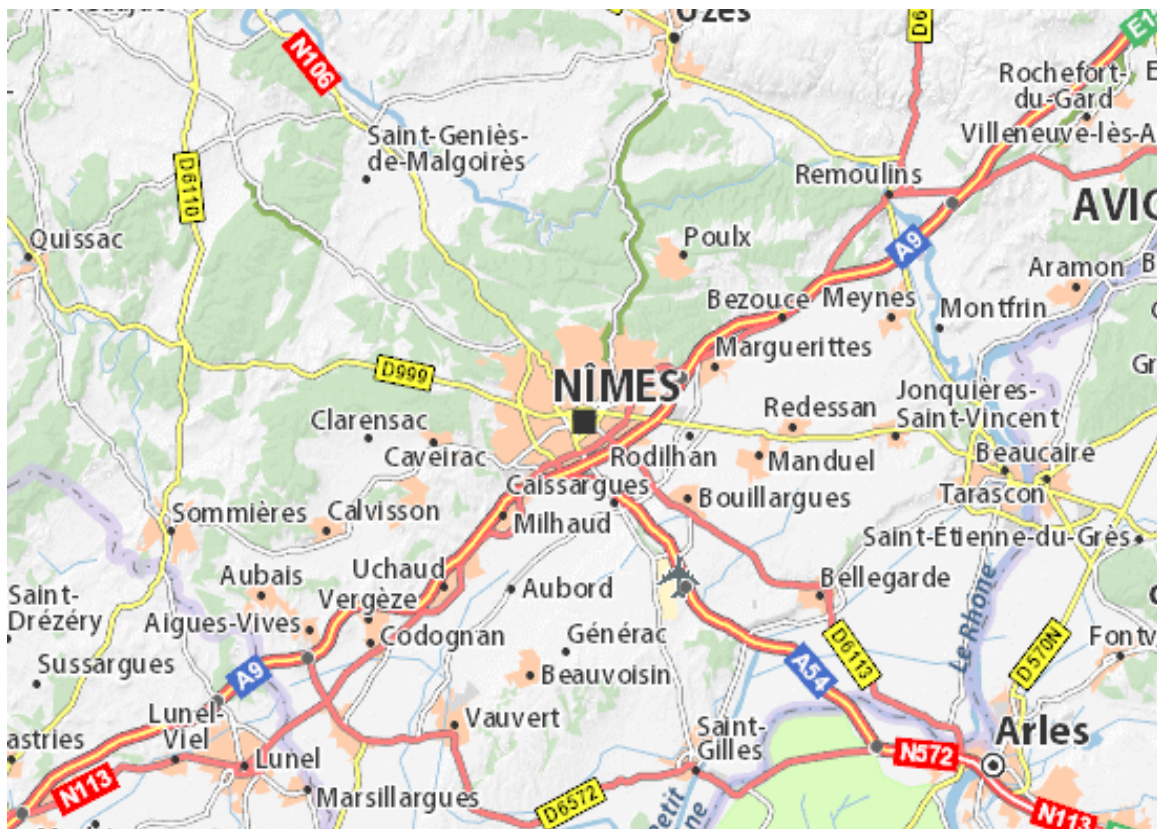 Uzès
N106
Rochefort-
du-Gard
Saint-Geniès-
de-Malgoirès
Villeneuve-lès-A
D6110
Remoulins
AVIG
Quissac
Poulx
A9
Aramon
Bezouce
Meynes
Montfrin
Marguerittes
D999
NÎMES
Jonquières-
Saint-Vincent
Clarensac
Redessan
Caveirac
Rodilhan
Manduel
Beaucaire
Caissargues
Bouillargues
Tarascon
Sommières
Calvisson
Milhaud
Saint-Étienne-du-Grès
Aubais
Uchaud
Aubord
Bellegarde
Saint-
Drézéry
Vergèze
Le Rhône
Aigues-Vives
Codognan
Générac
D6113
D570N
Fontv
Sussargues
A9
Beauvoisin
A54
Lunel-
Viel
Vauvert
Saint-
Gilles
Arles
astries
Lunel
N572
N113
Marsillargues
D6572
Petit
N113